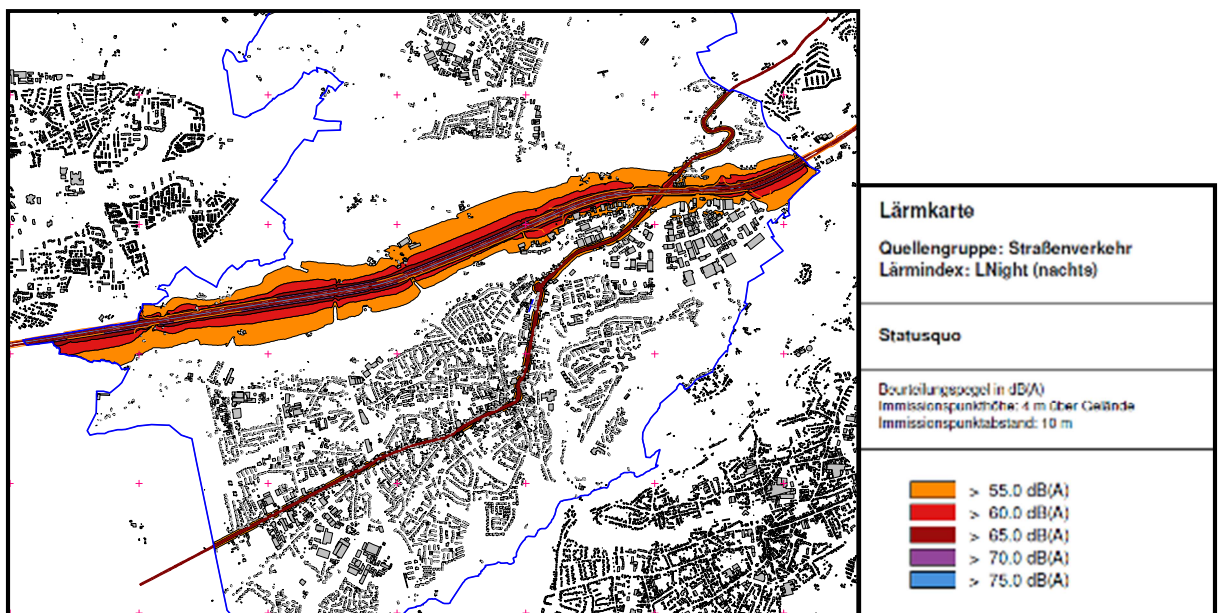 Lärmkarte
Quellengruppe: Straßenverkehr
Lärmindex: LNight (nachts)
Statusquo
Beurteilungspegel in dB(A)
Immissionspunkthöhe: 4 m über Gelände
Immissionspunktabstand: 10 m
> 55.0 dB(A)
> 60.0 dB(A)
> 65.0 dB(A)
> 70.0 dB(A)
> 75.0 dB(A)